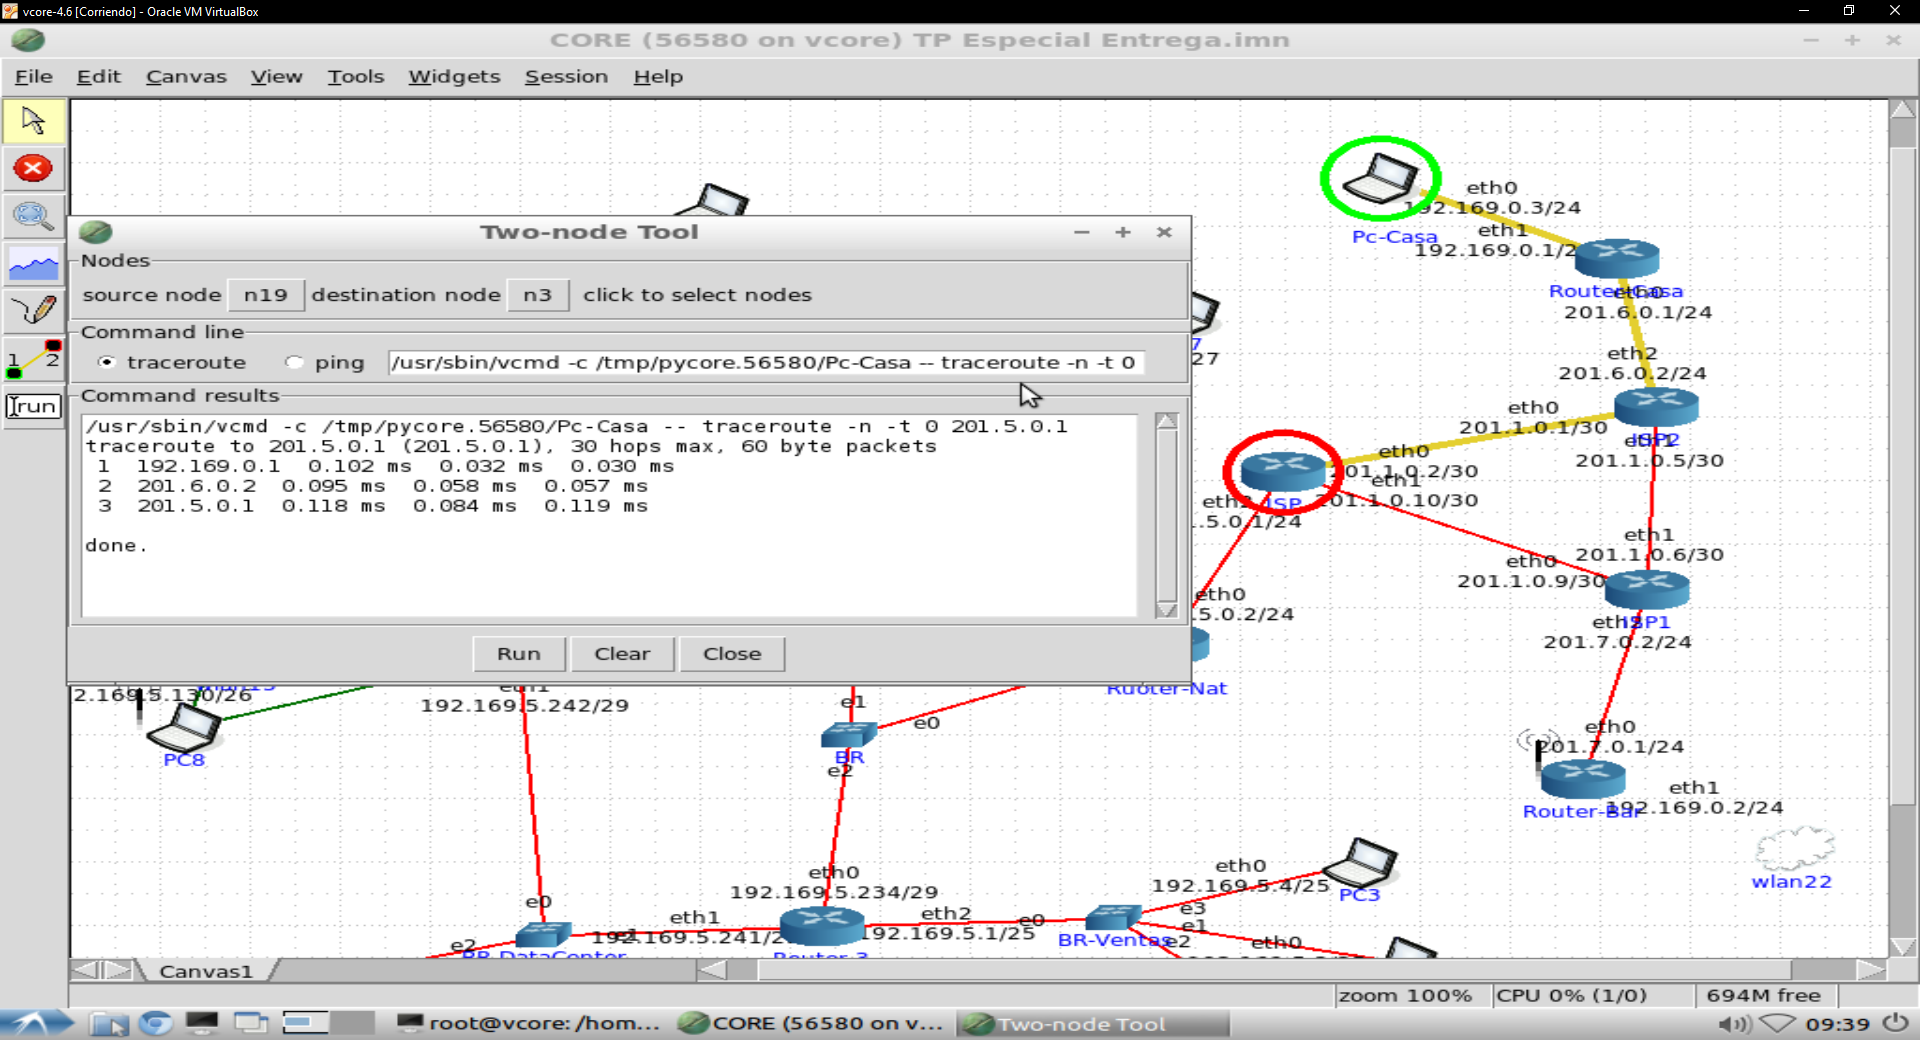 vcore-4.6 [Corriendo] - Oracle VM VirtualBox
CORE (56580 on vcore) TP Especial Entrega.imn
File Edit Canvas View Tools Widgets Session Help
Two-node Tool
Nodes
source node n19 destination node n3 click to select nodes
Command line
traceroute ping /usr/sbin/vcmd -c /tmp/pycore.56580/Pc-Casa -- traceroute -n -t 0
Command results
/usr/sbin/vcmd -c /tmp/pycore.56580/Pc-Casa -- traceroute -n -t 0 201.5.0.1
traceroute to 201.5.0.1 (201.5.0.1), 30 hops max, 60 byte packets
1 192.169.0.1 0.102 ms 0.032 ms 0.030 ms
2 201.6.0.2 0.095 ms 0.058 ms 0.057 ms
3 201.5.0.1 0.118 ms 0.084 ms 0.119 ms
done.
Run Clear Close
1 2
run
eth0
192.169.0.3/24
Pc-Casa
eth1
192.169.0.1/2
Router-Casa
eth0
201.6.0.1/24
eth2
201.6.0.2/24
7
27
eth0
201.1.0.1/30
ISP2
eth1
201.1.0.5/30
eth0
201.1.0.2/30
eth1
201.1.0.10/30
ISP
.5.0.1/24
eth1
201.1.0.6/30
eth0
201.1.0.9/30
ISP1
eth2
201.7.0.2/24
eth0
.5.0.2/24
Ruoter-Nat
eth0
201.7.0.1/24
eth1
192.169.0.2/24
Router-Bar
wlan22
2.169.5.130/26
PC8
eth1
192.169.5.242/29
e1
e0
BR
e2
eth0
192.169.5.234/29
eth1
192.169.5.241/2
eth2
192.169.5.1/25
e0
Router-3
e0
e1
e2
BR-DataCenter
BR-Ventas
e3
e1
e2
eth0
192.169.5.4/25
PC3
eth0
Canvas1
zoom 100% CPU 0% (1/0) 694M free
root@vcore: /hom... CORE (56580 on v... Two-node Tool 09:39